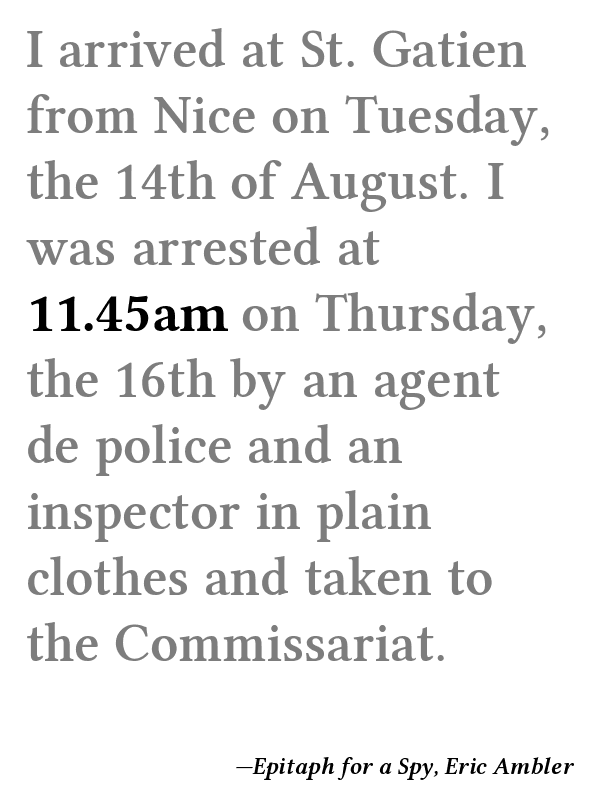 I arrived at St. Gatien
from Nice on Tuesday,
the 14th of August. I
was arrested at
11.45am on Thursday,
the 16th by an agent
de police and an
inspector in plain
clothes and taken to
the Commissariat.
—Epitaph for a Spy, Eric Ambler